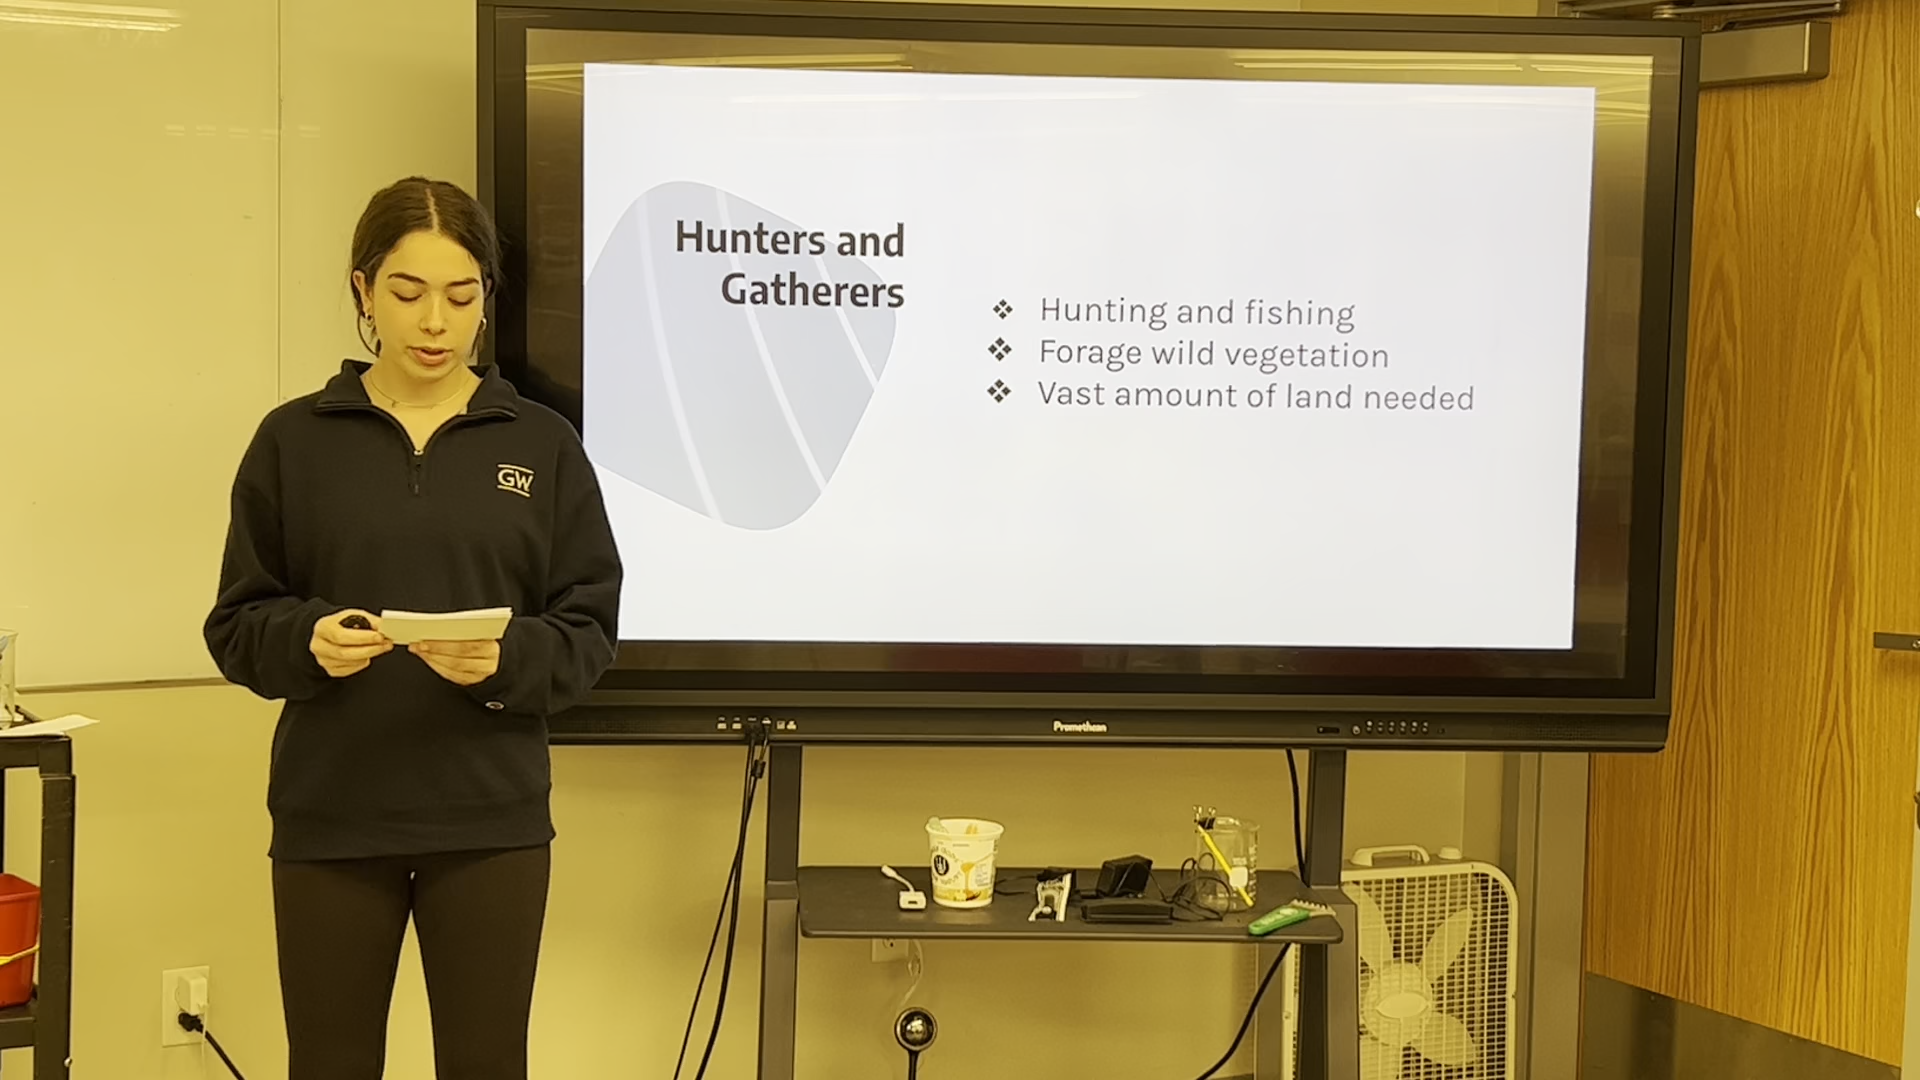 Hunters and
Gatherers
❖ Hunting and fishing
❖ Forage wild vegetation
❖ Vast amount of land needed
GW
Promethean